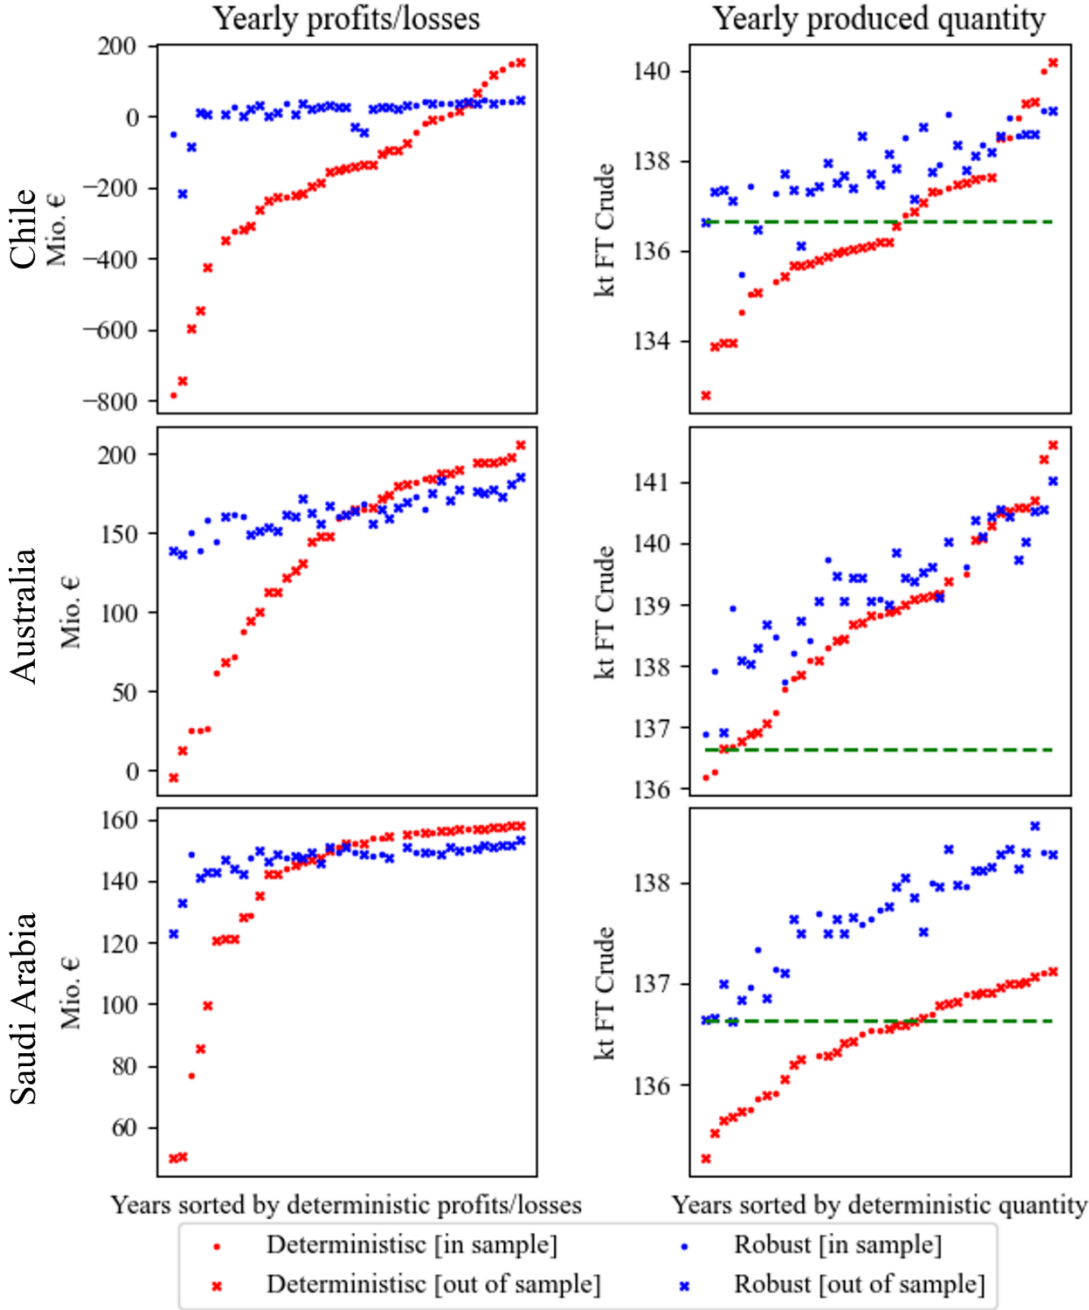 Yearly profits/losses
Yearly produced quantity
Chile
Mio. €
200
0
−200
−400
−600
−800
kt FT Crude
140
138
136
134
Australia
Mio. €
200
150
100
50
0
kt FT Crude
141
140
139
138
137
136
Saudi Arabia
Mio. €
160
140
120
100
80
60
kt FT Crude
138
137
136
Years sorted by deterministic profits/losses
Years sorted by deterministic quantity
Deterministisc [in sample]
Robust [in sample]
Deterministisc [out of sample]
Robust [out of sample]